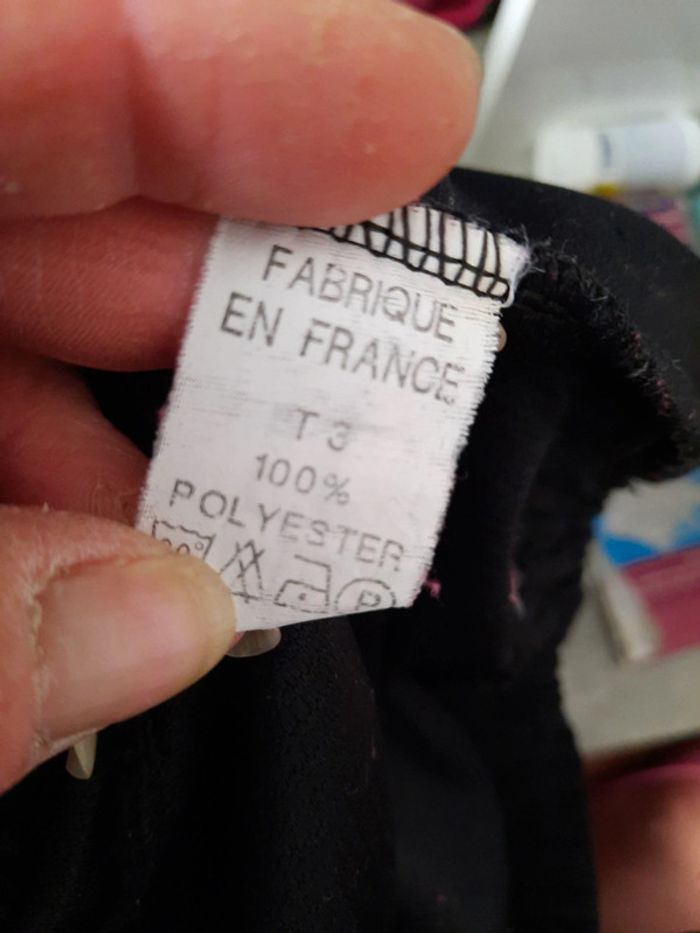 FABRIQUE
EN FRANCE
T 3
100%
POLYESTER
P